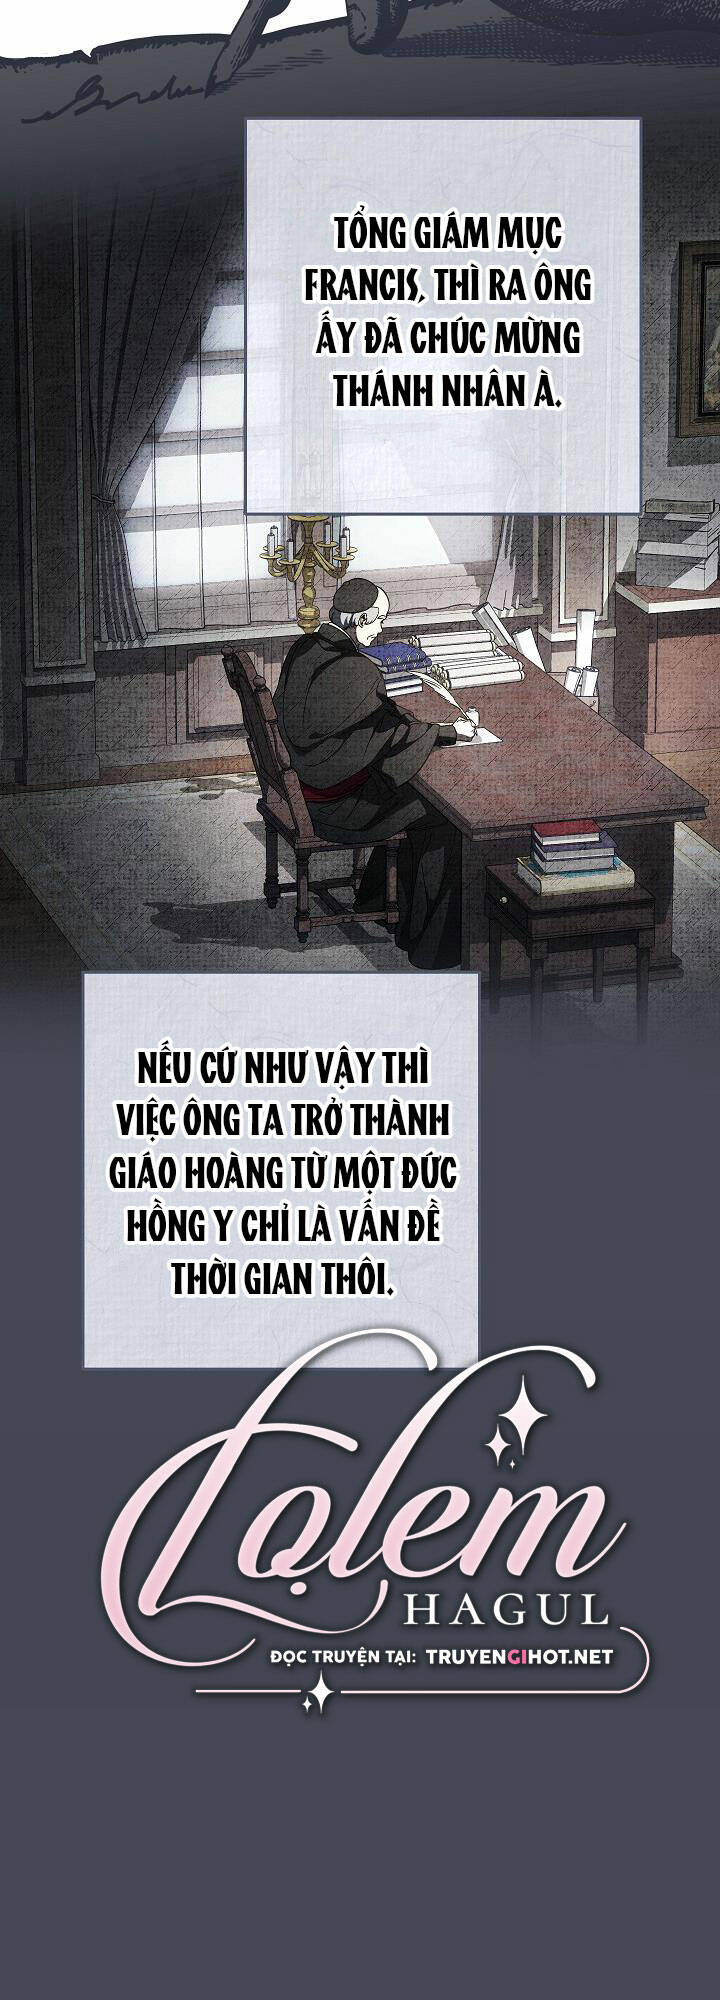 TỔNG GIÁM MỤC
FRANCIS, THÌ RA ÔNG
ẤY ĐÃ CHÚC MỪNG
THÁNH NHÂN À.
NẾU CỨ NHƯ VẬY THÌ
VIỆC ÔNG TA TRỞ THÀNH
GIÁO HOÀNG TỪ MỘT ĐỨC
HỒNG Y CHỈ LÀ VẤN ĐỀ
THỜI GIAN THÔI.
Lọlem
HAGUL
ĐỌC TRUYỆN TẠI: TRUYENGIHOT.NET